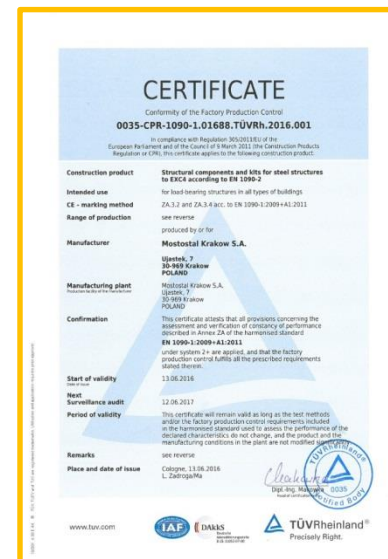 CERTIFICATE
Conformity of the Factory Production Control
0035-CPR-1090-1.01688.TÜVRh.2016.001
In compliance with Regulation 305/2011/EU of the
European Parliament and of the Council of 9 March 2011 (the Construction Products
Regulation or CPR), this certificate applies to the following construction product:
Construction product
Structural components and kits for steel structures
to EXC4 according to EN 1090-2
Intended use
for load-bearing structures in all types of buildings
CE - marking method
ZA.3.2 and ZA.3.4 acc. to EN 1090-1:2009+A1:2011
Range of production
see reverse
produced by or for
Manufacturer
Mostostal Krakow S.A.
Ujastek, 7
30-969 Krakow
POLAND
Manufacturing plant
Mostostal Krakow S.A.
Ujastek, 7
30-969 Krakow
POLAND
Confirmation
This certificate attests that all provisions concerning the
assessment and verification of constancy of performance
described in Annex ZA of the harmonised standard
EN 1090-1:2009+A1:2011
under system 2+ are applied, and that the factory
production control fulfills all the prescribed requirements
stated therein.
Start of validity
Date of issue
13.06.2016
Next
Surveillance audit
12.06.2017
Period of validity
This certificate will remain valid as long as the test methods
and/or the factory production control requirements included
in the harmonised standard used to assess the performance of the
declared characteristics do not change, and the product and the
manufacturing conditions in the plant are not modified
Remarks
see reverse
Place and date of issue
Cologne, 13.06.2016
L. Zadroga/Ma
Dipl.-Ing.
TÜVRheinland
0035
Notified Body
www.tuv.com
IAF
DAkkS
TÜVRheinland®
Precisely Right.